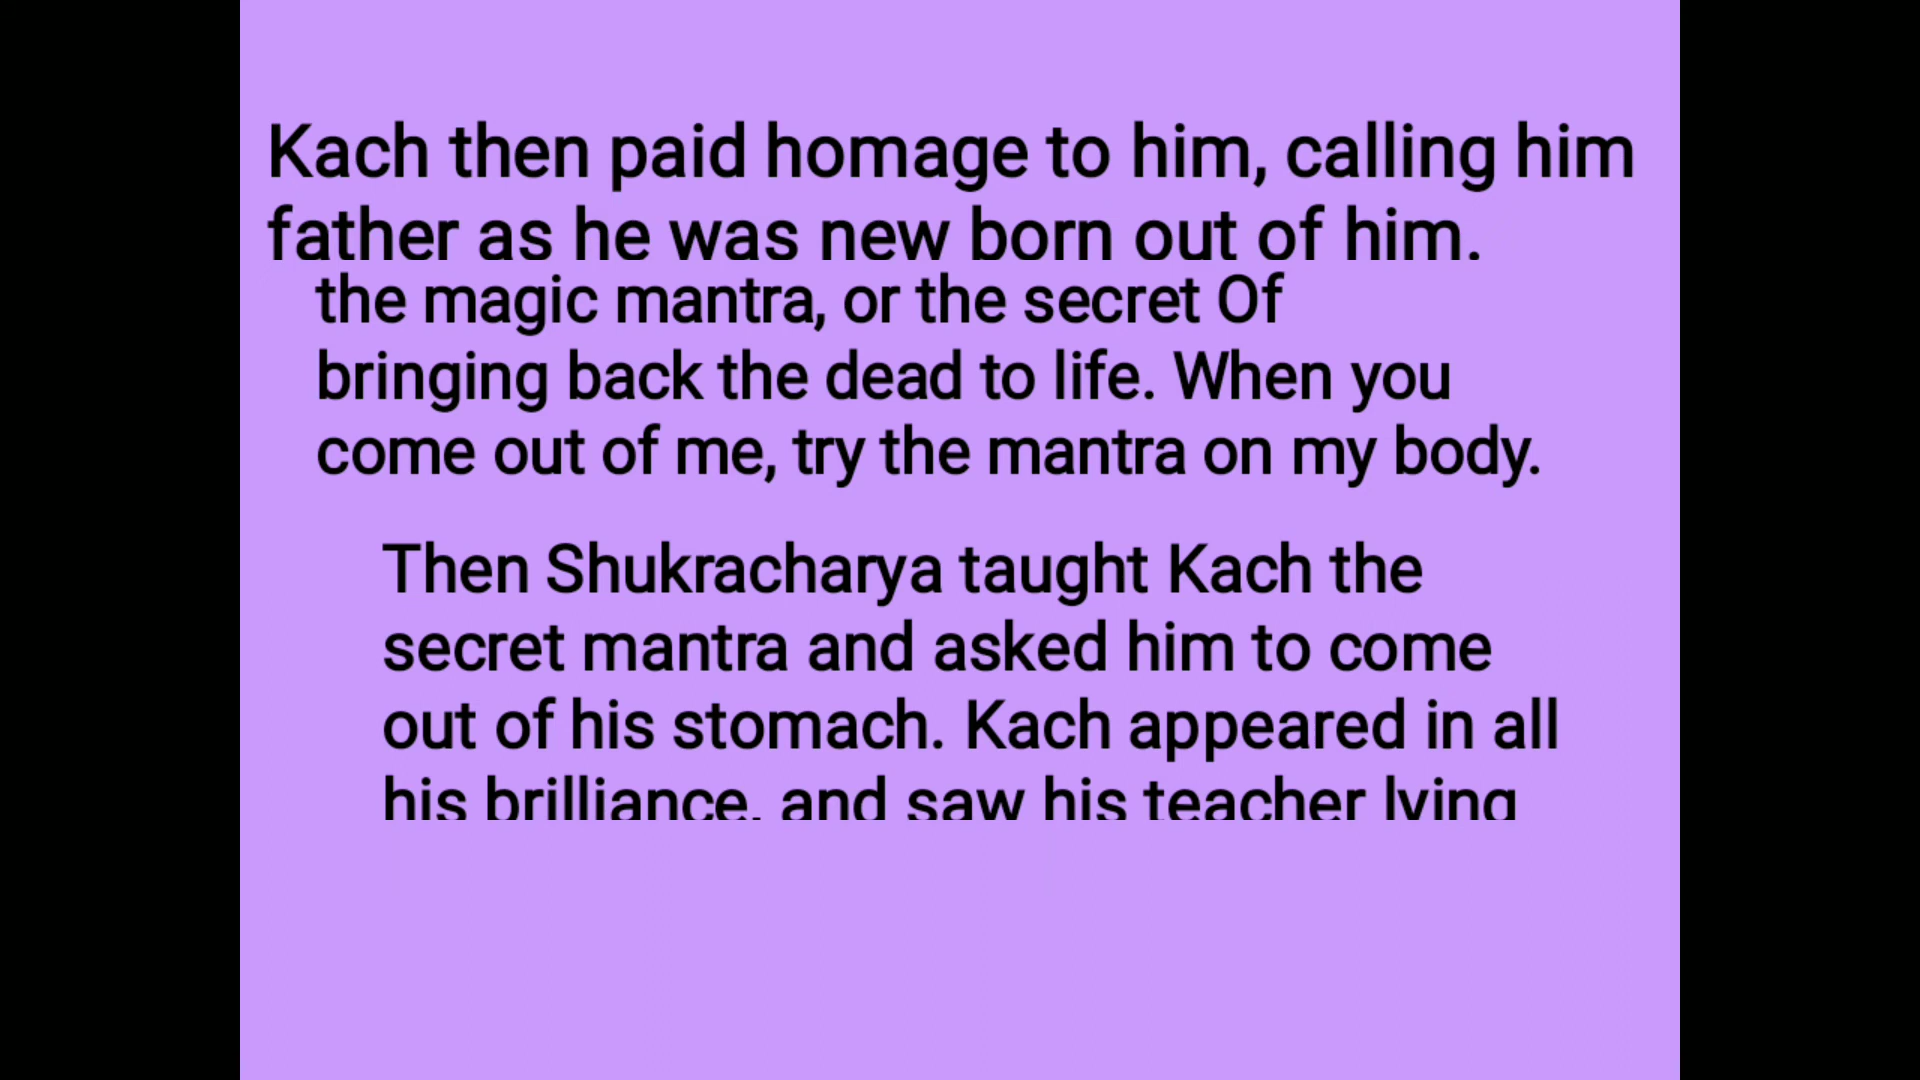 Kach then paid homage to him, calling him
father as he was new born out of him.
the magic mantra, or the secret Of
bringing back the dead to life. When you
come out of me, try the mantra on my body.
Then Shukracharya taught Kach the
secret mantra and asked him to come
out of his stomach. Kach appeared in all
his brilliance, and saw his teacher lying